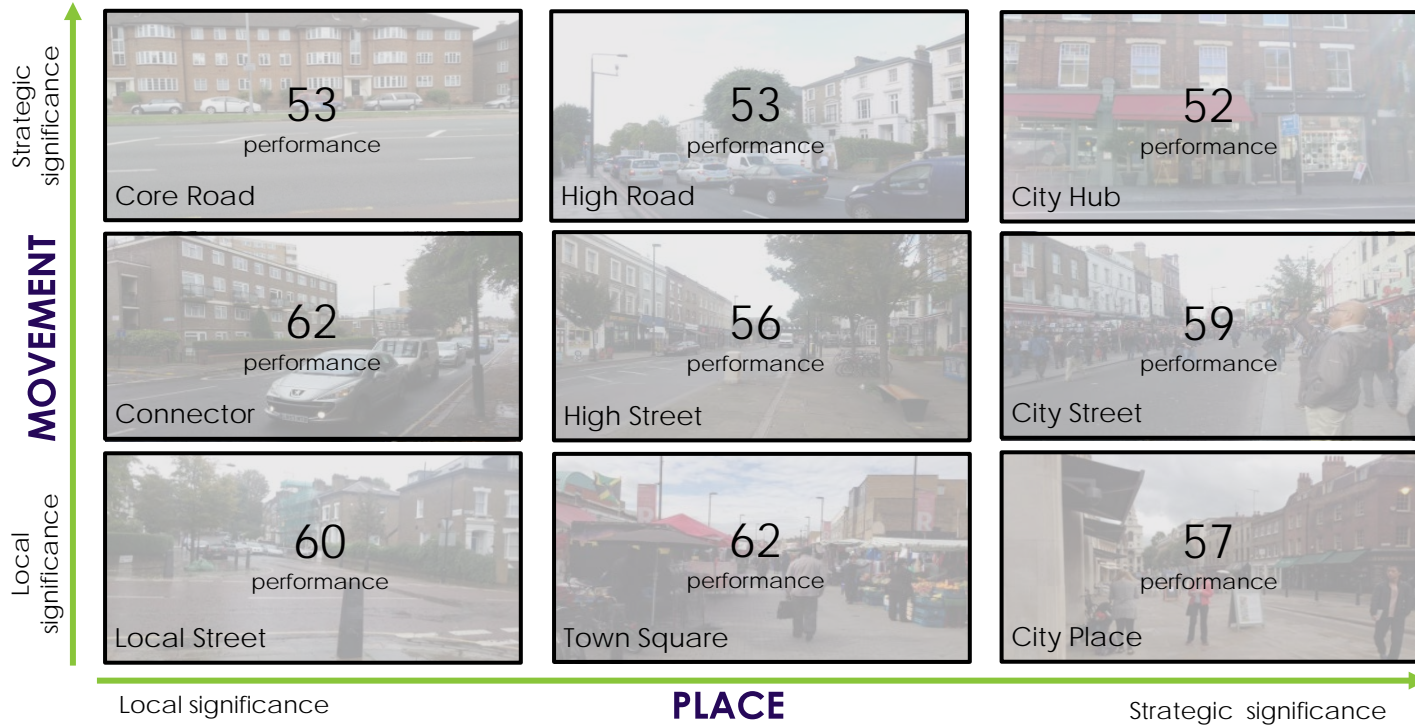 Strategic
significance
MOVEMENT
Local
significance
53
performance
Core Road
53
performance
High Road
52
performance
City Hub
62
performance
Connector
56
performance
High Street
59
performance
City Street
60
performance
Local Street
62
performance
Town Square
57
performance
City Place
Local significance
PLACE
Strategic significance